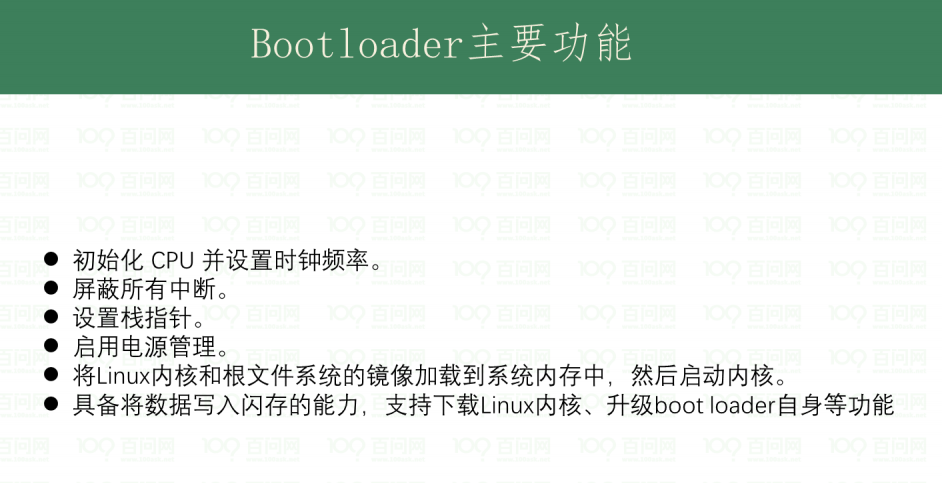 Bootloader主要功能
● 初始化 CPU 并设置时钟频率。
● 屏蔽所有中断。
● 设置栈指针。
● 启用电源管理。
● 将Linux内核和根文件系统的镜像加载到系统内存中，然后启动内核。
● 具备将数据写入闪存的能力，支持下载Linux内核、升级boot loader自身等功能